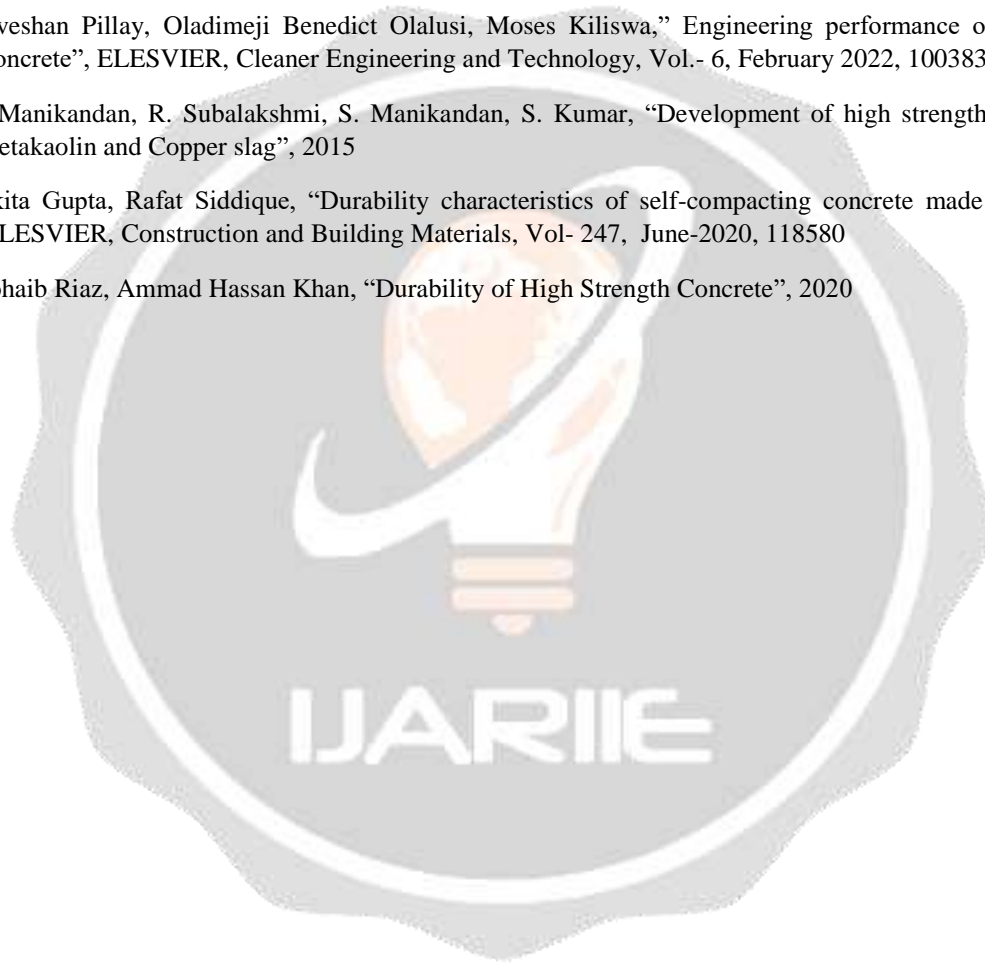 veshan Pillay, Oladimeji Benedict Olalusi, Moses Kiliswa,” Engineering performance o
oncrete”, ELESVIER, Cleaner Engineering and Technology, Vol.- 6, February 2022, 100383
Manikandan, R. Subalakshmi, S. Manikandan, S. Kumar, “Development of high strength
etakaolin and Copper slag”, 2015
kita Gupta, Rafat Siddique, “Durability characteristics of self-compacting concrete made
LESVIER, Construction and Building Materials, Vol- 247, June-2020, 118580
ohaib Riaz, Ammad Hassan Khan, “Durability of High Strength Concrete”, 2020
IJARIIE